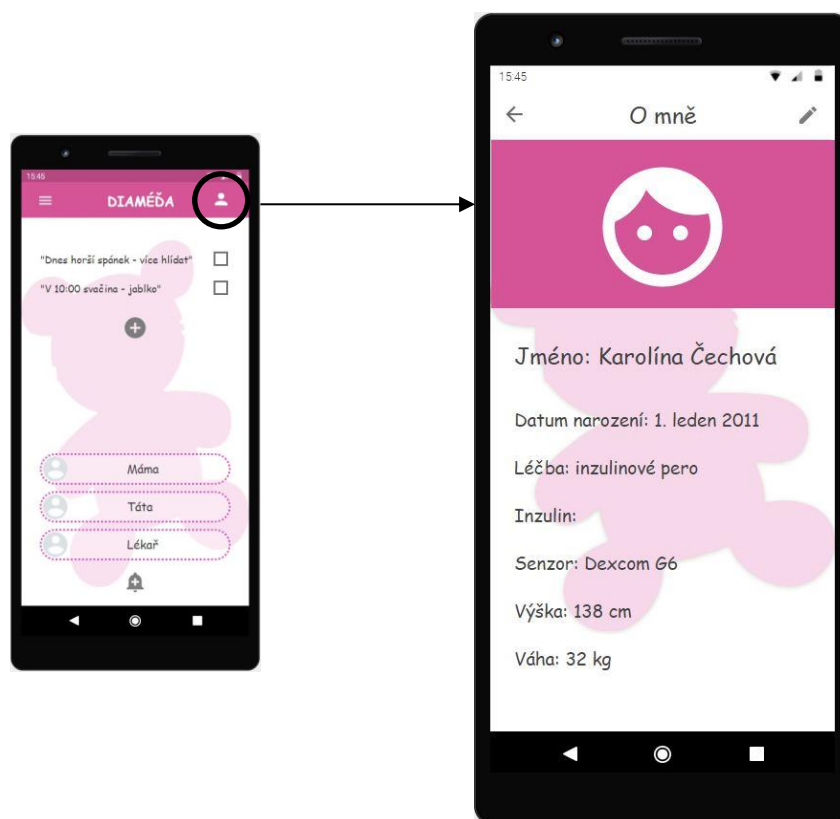 15:45
DIAMÉĎA
"Dnes horší spánek - více hlídat"
"V 10:00 svačina - jablko"
Máma
Táta
Lékař
15:45
O mně
Jméno: Karolína Čechová
Datum narození: 1. leden 2011
Léčba: inzulinové pero
Inzulin:
Senzor: Dexcom G6
Výška: 138 cm
Váha: 32 kg